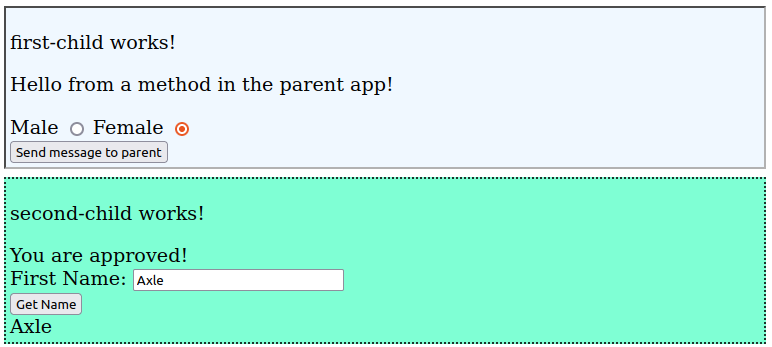 first-child works!
Hello from a method in the parent app!
Male Female
Send message to parent
second-child works!
You are approved!
First Name: Axle
Get Name
Axle